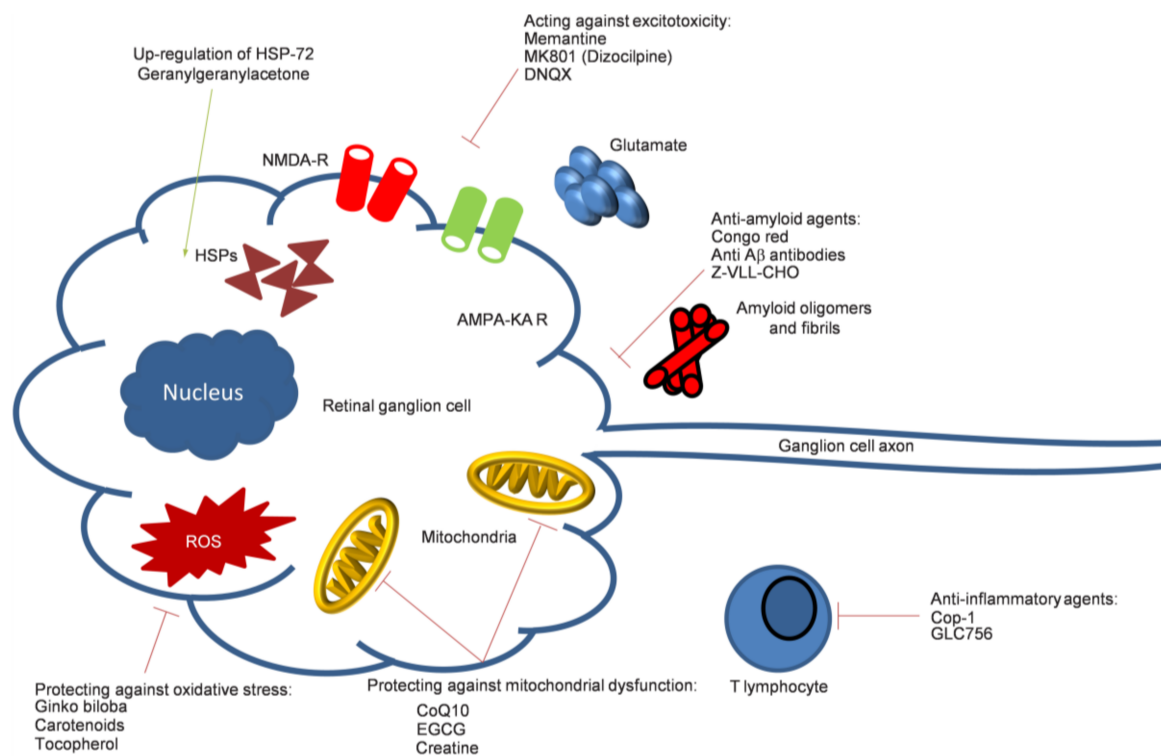 Acting against excitotoxicity:
Memantine
MK801 (Dizocilpine)
DNQX
Up-regulation of HSP-72
Geranylgeranylacetone
Glutamate
NMDA-R
Anti-amyloid agents:
Congo red
Anti Aβ antibodies
Z-VLL-CHO
HSPs
AMPA-KA R
Amyloid oligomers
and fibrils
Nucleus
Retinal ganglion cell
Ganglion cell axon
ROS
Mitochondria
Anti-inflammatory agents:
Cop-1
GLC756
T lymphocyte
Protecting against oxidative stress:
Ginko biloba
Carotenoids
Tocopherol
Protecting against mitochondrial dysfunction:
CoQ10
EGCG
Creatine